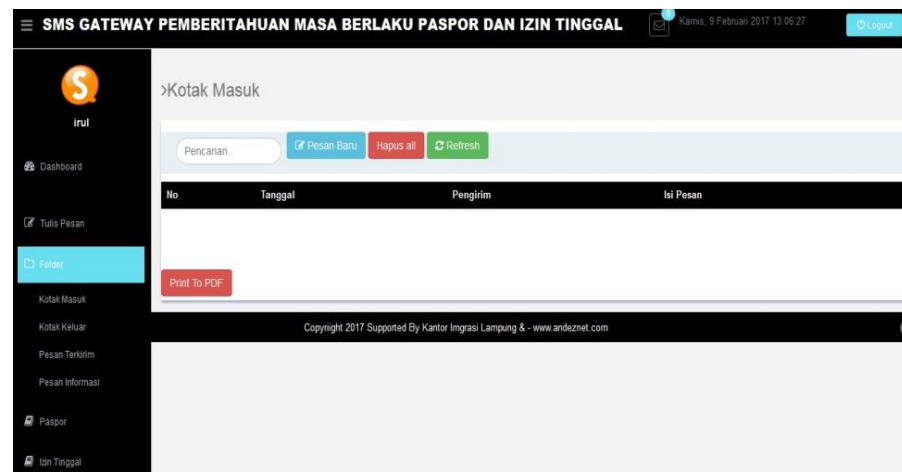 SMS GATEWAY PEMBERITAHUAN MASA BERLAKU PASPOR DAN IZIN TINGGAL
Kamis, 9 Februari 2017 13:06:27
Logout
irul
Dashboard
Tulis Pesan
Folder
Kotak Masuk
Kotak Keluar
Pesan Terkirim
Pesan Informasi
Paspor
Izin Tinggal
>Kotak Masuk
Pencarian..
Pesan Baru
Hapus all
Refresh
No Tanggal Pengirim Isi Pesan
Print To PDF
Copyright 2017 Supported By Kantor Imgrasi Lampung & - www.andeznet.com